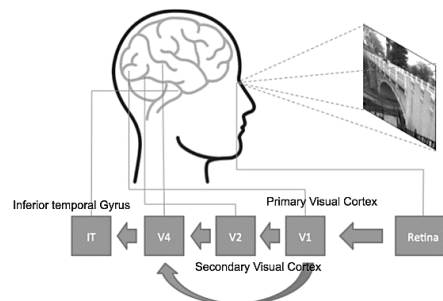 Inferior temporal Gyrus
Primary Visual Cortex
IT
V4
V2
V1
Retina
Secondary Visual Cortex